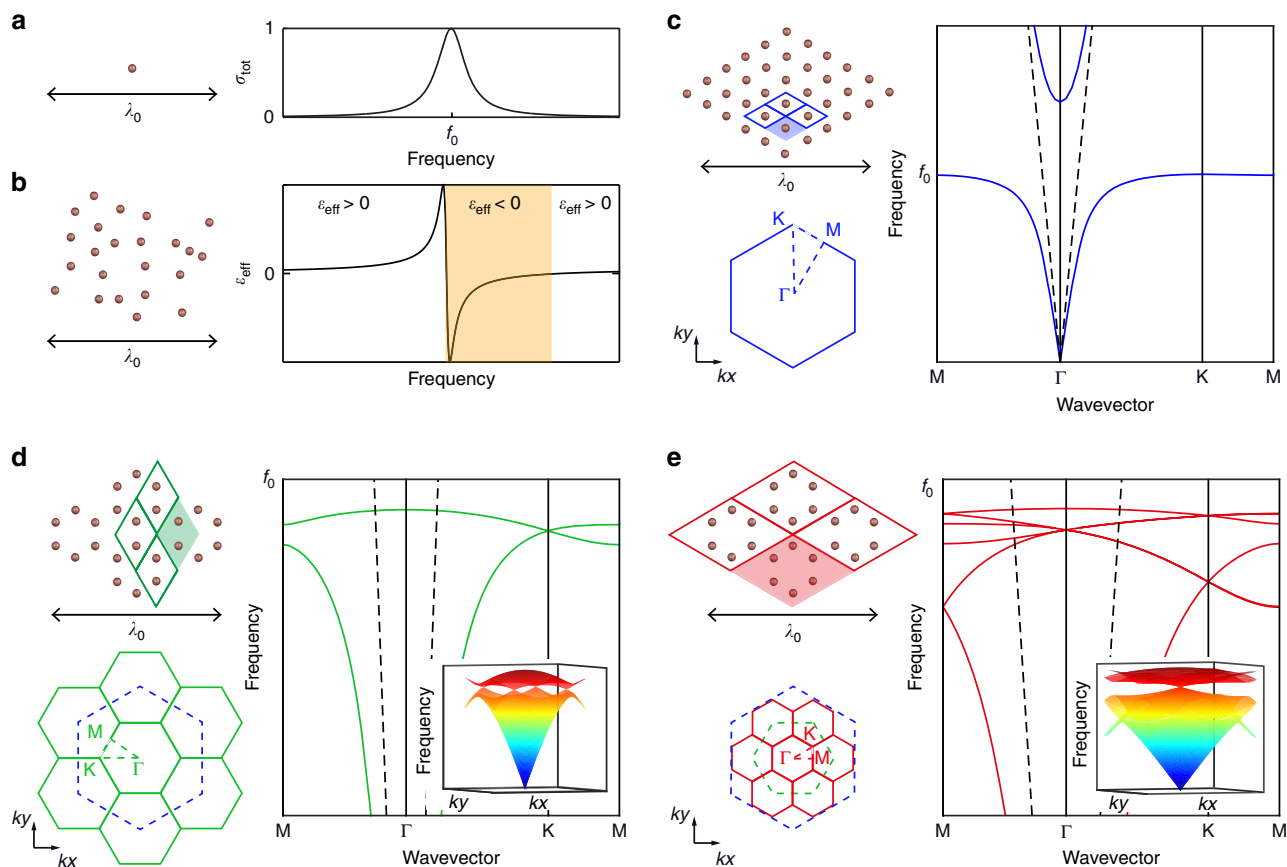 a
λ0
1
σtot
0
f0
Frequency
b
λ0
εeff > 0
εeff < 0
εeff > 0
εeff
0
Frequency
c
λ0
K
M
Γ
ky
kx
f0
Frequency
M
Γ
K
M
Wavevector
d
λ0
M
K
Γ
ky
kx
f0
Frequency
Frequency
ky
kx
M
Γ
K
M
Wavevector
e
λ0
K
Γ
M
ky
kx
f0
Frequency
Frequency
ky
kx
M
Γ
K
M
Wavevector